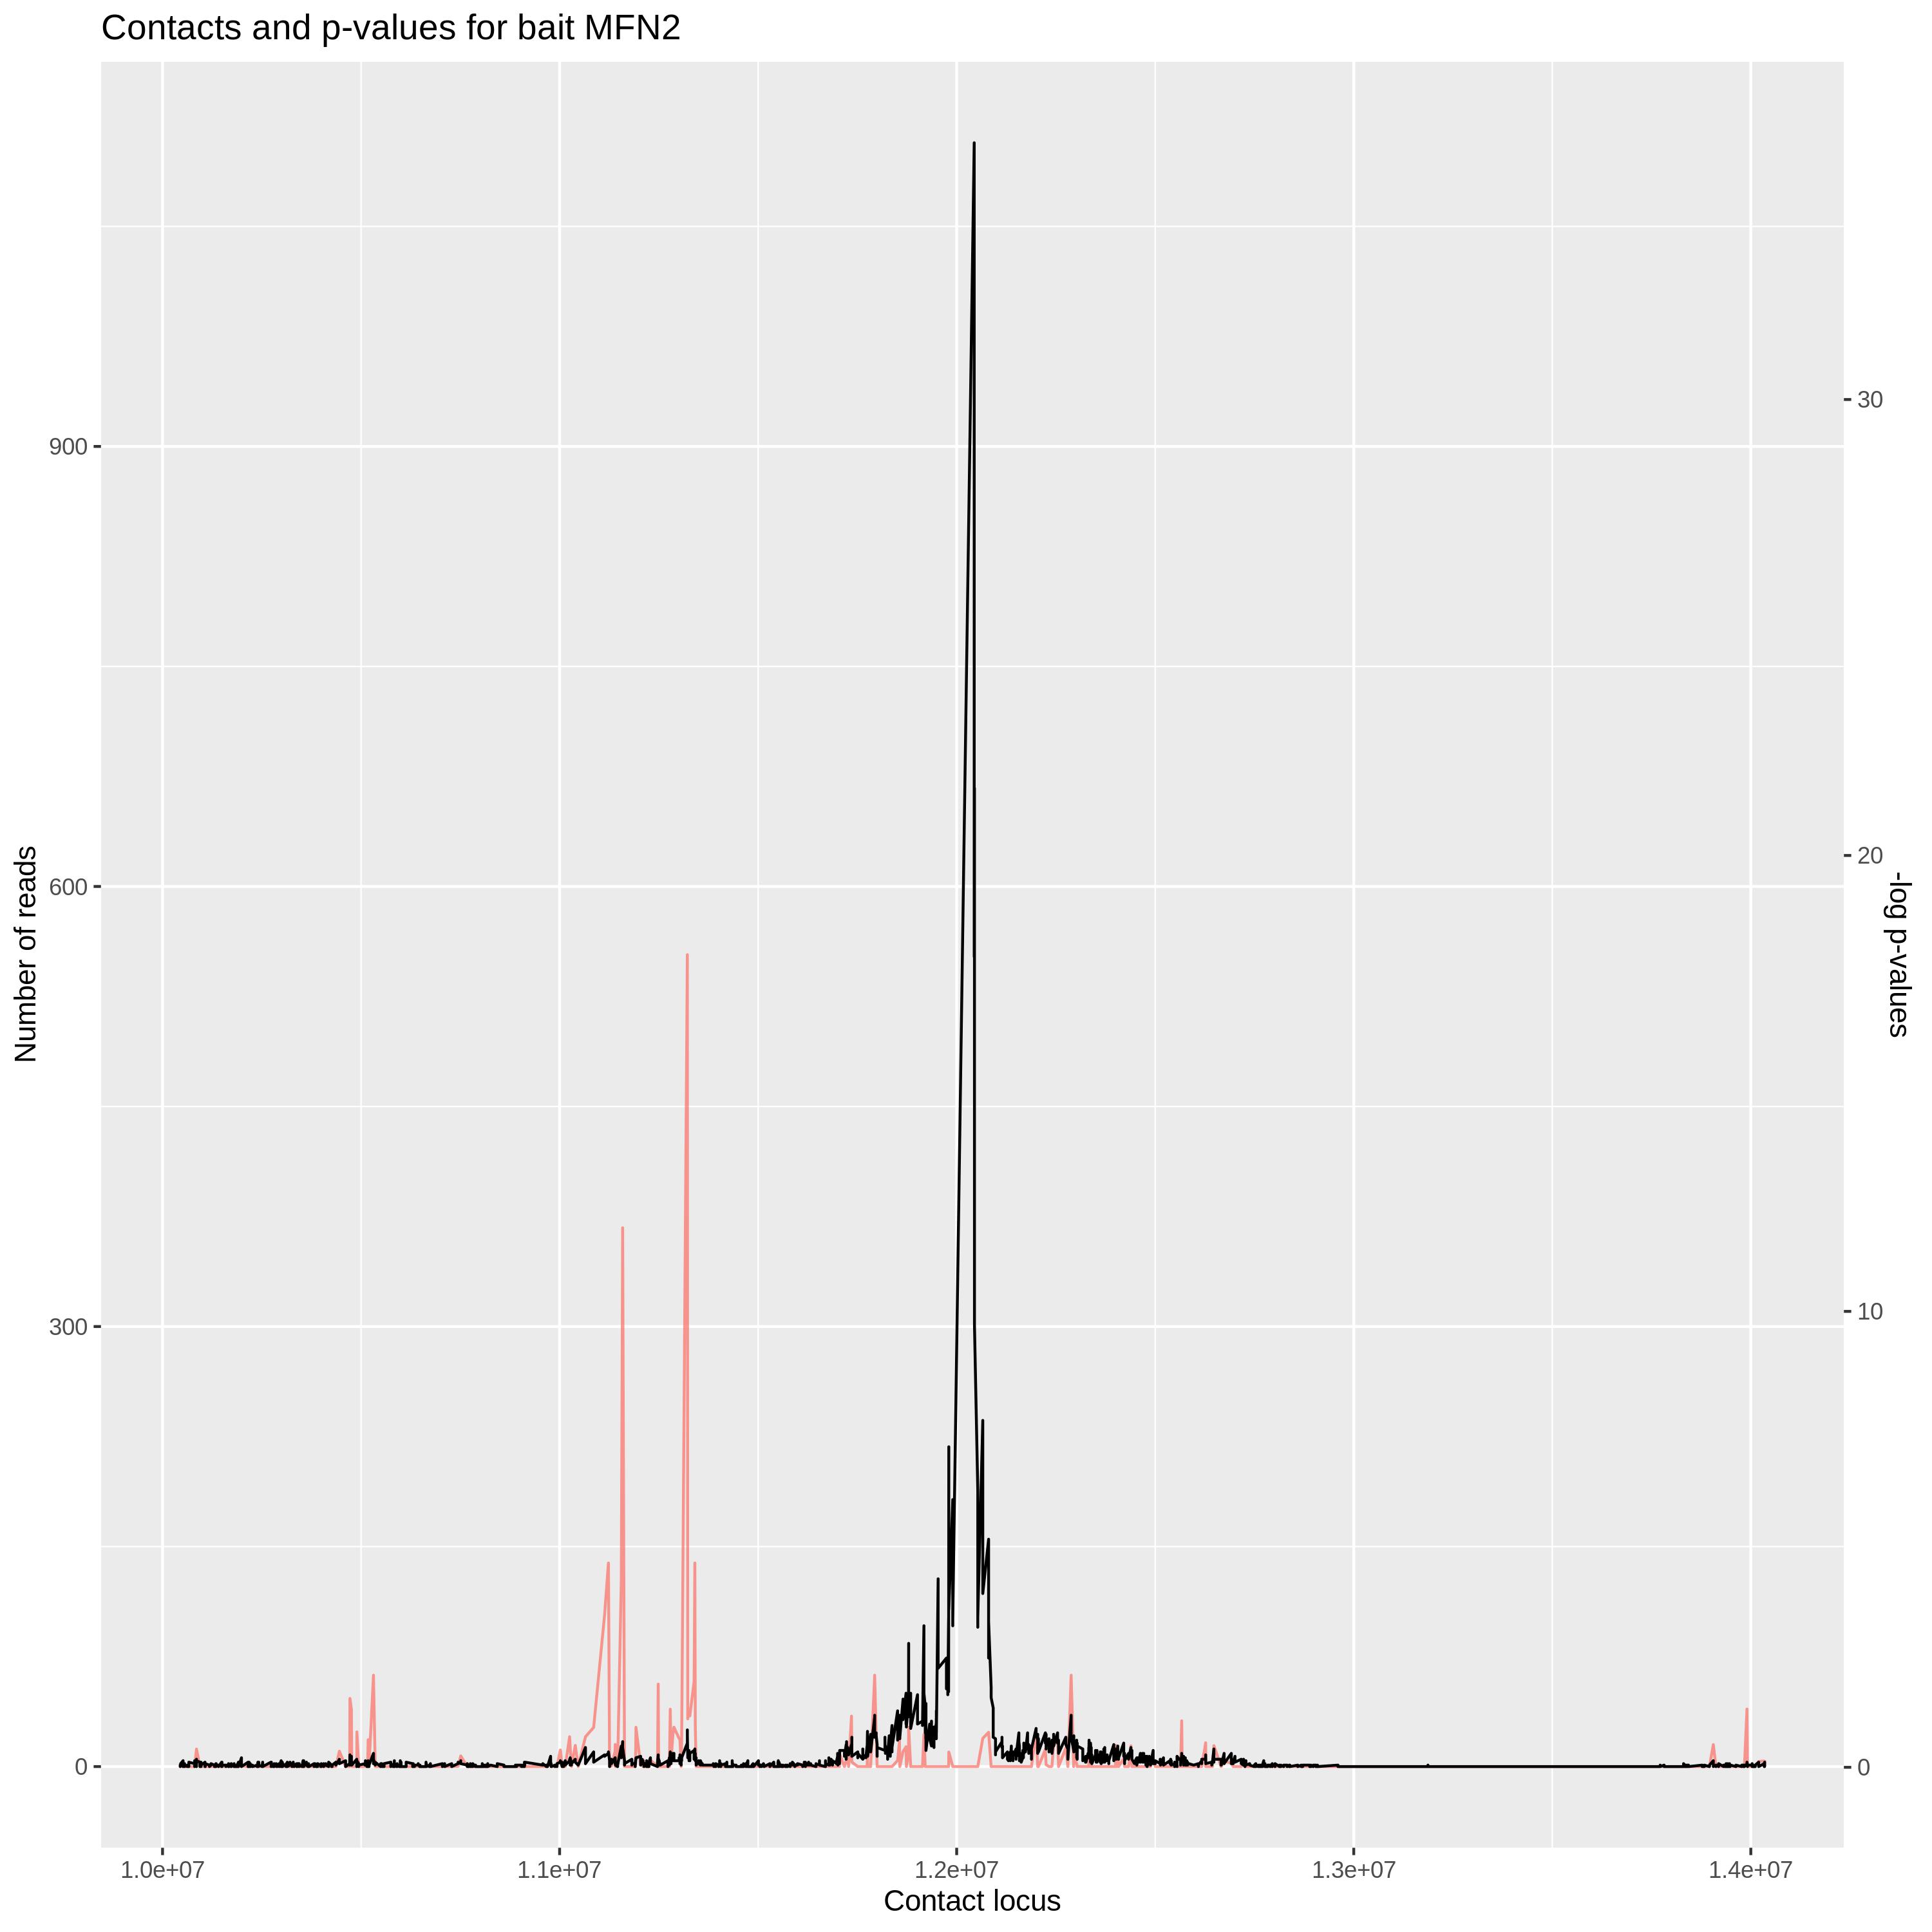 Contacts and p-values for bait MFN2
900
600
300
0
Number of reads
30
20
10
0
-log p-values
1.0e+07 1.1e+07 1.2e+07 1.3e+07 1.4e+07
Contact locus